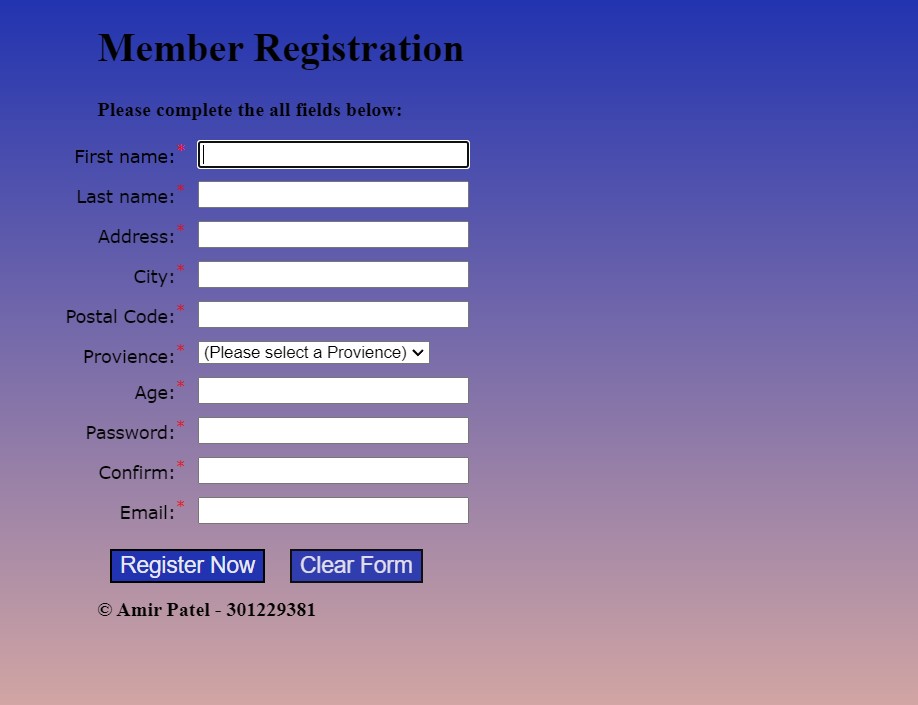 Member Registration
Please complete the all fields below:
First name:*
Last name:*
Address:*
City:*
Postal Code:*
Provience:* (Please select a Provience)
Age:*
Password:*
Confirm:*
Email:*
Register Now Clear Form
© Amir Patel - 301229381